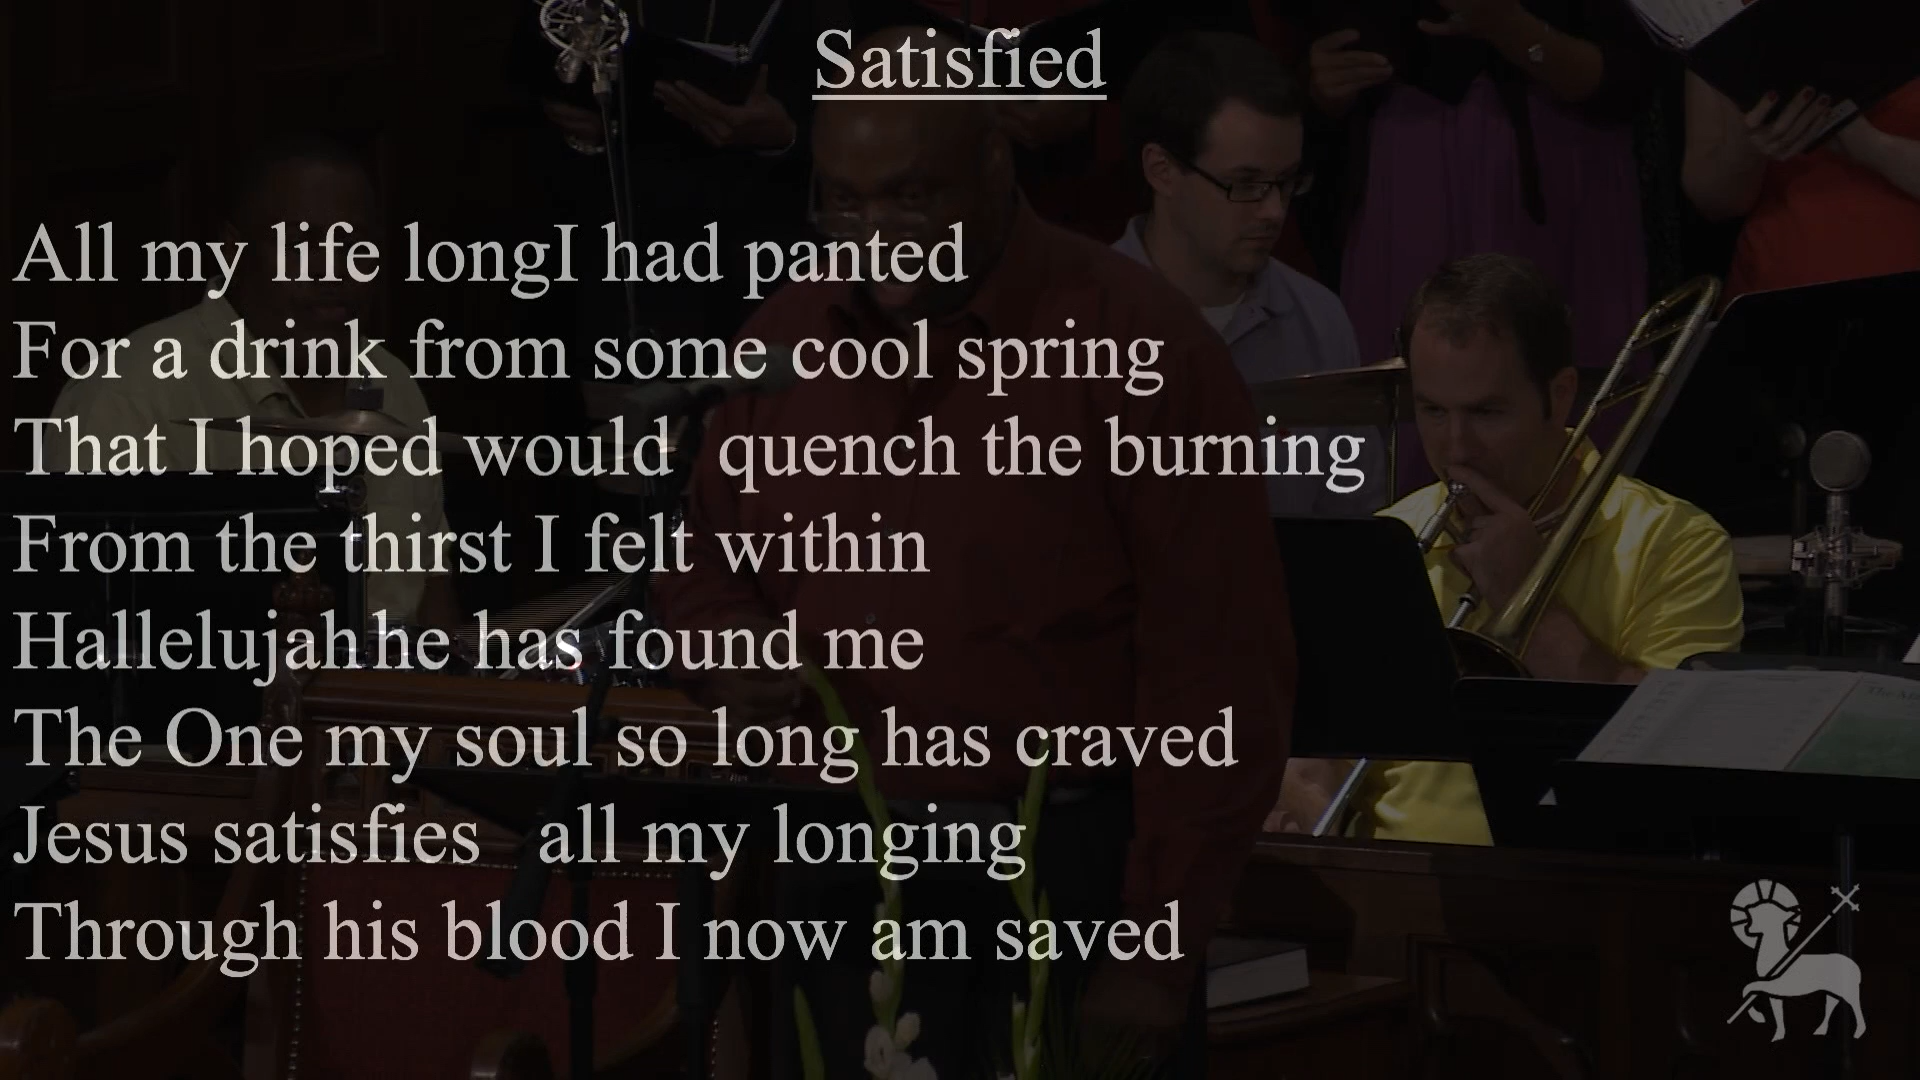 Satisfied
All my life longI had panted
For a drink from some cool spring
That I hoped would  quench the burning
From the thirst I felt within
Hallelujah he has found me
The One my soul so long has craved
Jesus satisfies   all my longing
Through his blood I now am saved